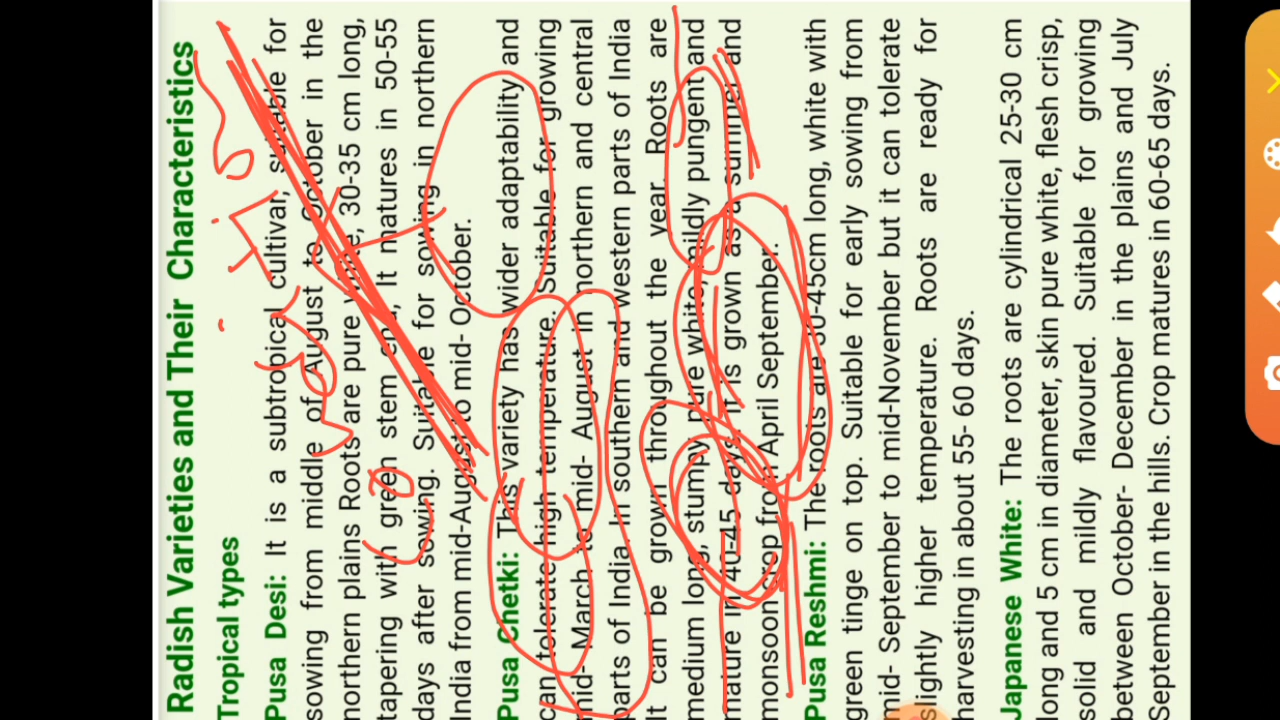 Radish Varieties and Their Characteristics
Tropical types
Pusa Desi: It is a subtropical cultivar, suitable for
sowing from middle of August to October in the
northern plains Roots are pure white, 30-35 cm long,
tapering with green stem end, It matures in 50-55
days after sowing. Suitable for sowing in northern
India from mid-August to mid- October.
Pusa Chetki: This variety has wider adaptability and
can tolerate high temperature. Suitable for growing
mid- March to mid- August in northern and central
parts of India. In southern and western parts of India
It can be grown throughout the year Roots are
medium long, stumpy, pure white, mildly pungent and
mature in 40-45 days. It is grown as a summer and
monsoon crop from April September.
Pusa Reshmi: The roots are 30-45cm long, white with
green tinge on top. Suitable for early sowing from
mid- September to mid-November but it can tolerate
slightly higher temperature. Roots are ready for
harvesting in about 55- 60 days.
Japanese White: The roots are cylindrical 25-30 cm
long and 5 cm in diameter, skin pure white, flesh crisp,
solid and mildly flavoured. Suitable for growing
between October- December in the plains and July
September in the hills. Crop matures in 60-65 days.